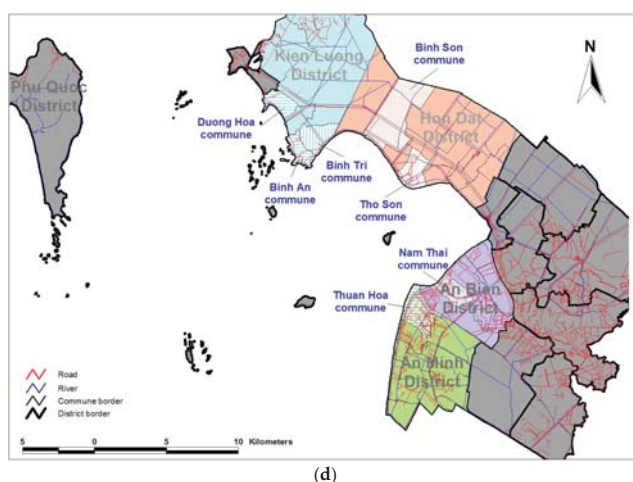 Kien Luong
District
Binh Son
commune
N
Phu Quoc
District
Hon Dat
District
Duong Hoa
commune
Binh Tri
commune
Binh An
commune
Tho Son
commune
Nam Thai
commune
An Bien
District
Thuan Hoa
commune
An Minh
District
Road
River
Commune border
District border
5 0 5 10 Kilometers
(d)